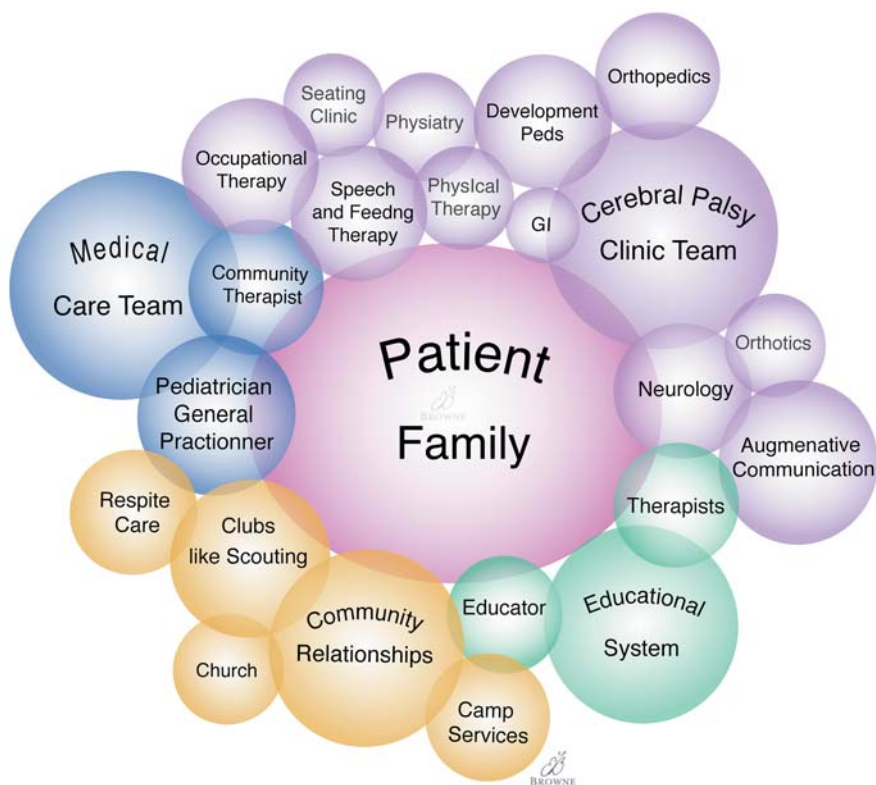 Orthopedics
Seating
Clinic
Physiatry
Development
Peds
Occupational
Therapy
Speech
and Feedng
Therapy
PhysIcal
Therapy
GI
Cerebral Palsy
Clinic Team
Medical
Care Team
Community
Therapist
Patient
Family
BROWNE
Orthotics
Neurology
Pediatrician
General
Practionner
Augmenative
Communication
Respite
Care
Clubs
like Scouting
Therapists
Community
Relationships
Educator
Educational
System
Church
Camp
Services
BROWNE